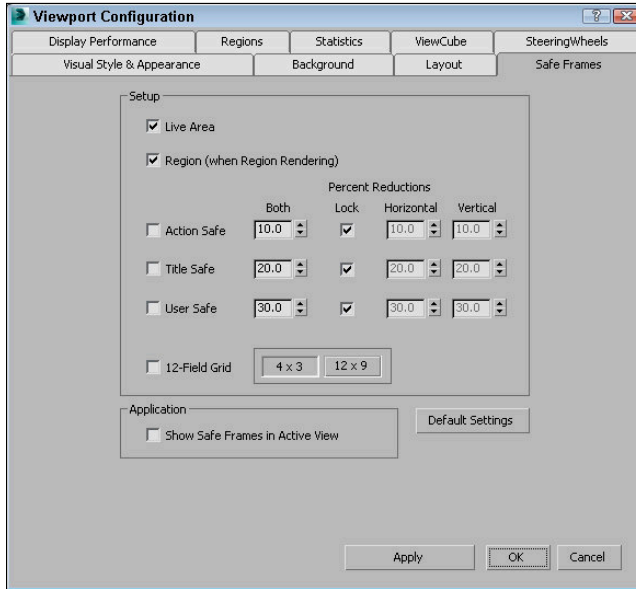 Viewport Configuration
Display Performance Regions Statistics ViewCube SteeringWheels
Visual Style & Appearance Background Layout Safe Frames
Setup
Live Area
Region (when Region Rendering)
Percent Reductions
Both Lock Horizontal Vertical
Action Safe 10.0 10.0 10.0
Title Safe 20.0 20.0 20.0
User Safe 30.0 30.0 30.0
12-Field Grid 4 x 3 12 x 9
Application
Show Safe Frames in Active View
Default Settings
Apply OK Cancel